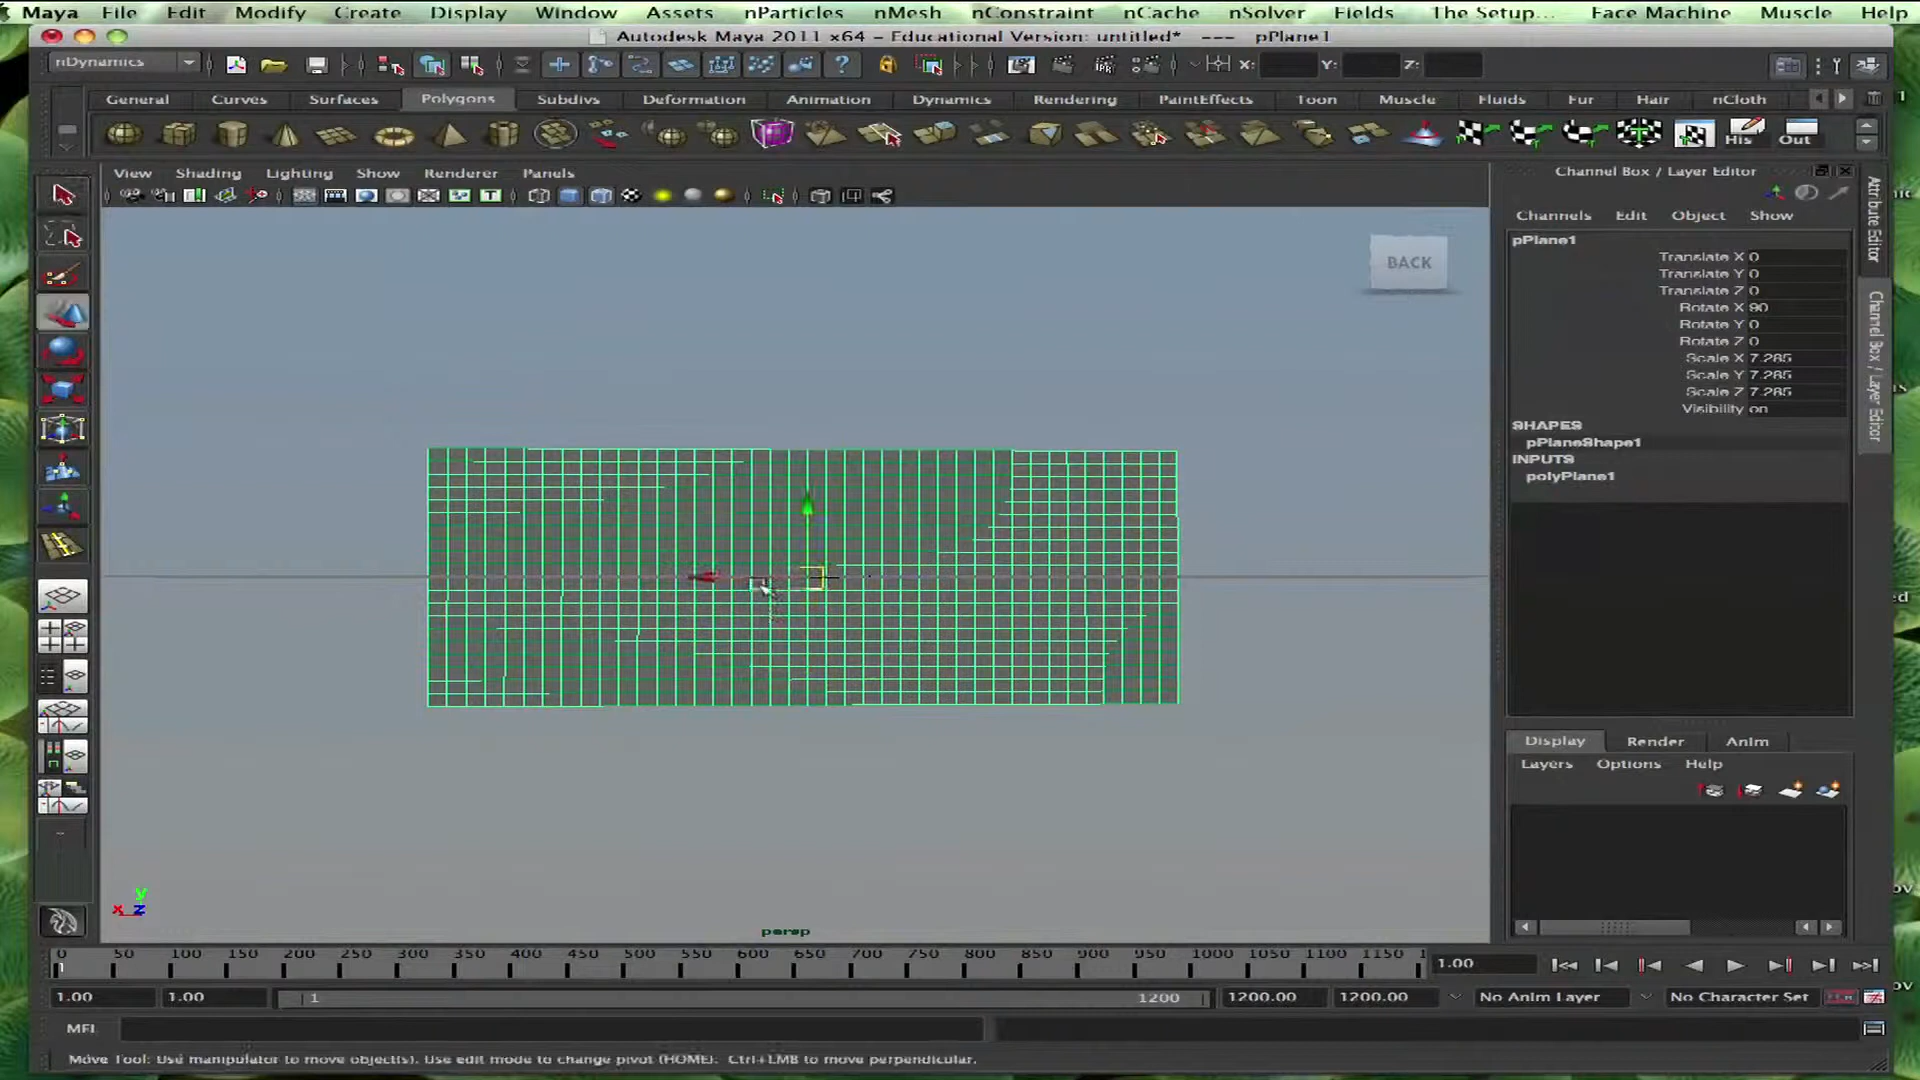 Maya File Edit Modify Create Display Window Assets nParticles nMesh nConstraint nCache nSolver Fields The Setup... Face Machine Muscle Help
Autodesk Maya 2011 x64 - Educational Version: untitled* --- pPlane1
nDynamics X: Y: Z:
General Curves Surfaces Polygons Subdivs Deformation Animation Dynamics Rendering PaintEffects Toon Muscle Fluids Fur Hair nCloth
IPR ?
His Out
View Shading Lighting Show Renderer Panels
Channel Box / Layer Editor
Channels Edit Object Show
pPlane1
Translate X 0
Translate Y 0
Translate Z 0
Rotate X 90
Rotate Y 0
Rotate Z 0
Scale X 7.285
Scale Y 7.285
Scale Z 7.285
Visibility on
SHAPES
pPlaneShape1
INPUTS
polyPlane1
Attribute Editor
Channel Box / Layer Editor
BACK
Display Render Anim
Layers Options Help
y
x z
persp
0 50 100 150 200 250 300 350 400 450 500 550 600 650 700 750 800 850 900 950 1000 1050 1100 1150
1
1.00
1.00 1.00 1 1200 1200.00 1200.00 No Anim Layer No Character Set
MEL
Move Tool: Use manipulator to move object(s). Use edit mode to change pivot (HOME). Ctrl+LMB to move perpendicular.